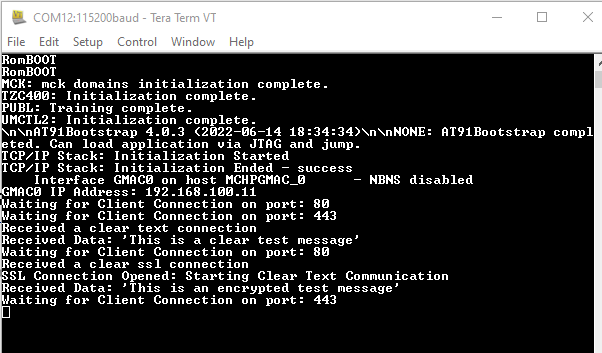 COM12:115200baud - Tera Term VT
File Edit Setup Control Window Help
RomBOOT
RomBOOT
MCK: mck domains initialization complete.
TZC400: Initialization complete.
PUBL: Training complete.
UMCTL2: Initialization complete.
\n\nAT91Bootstrap 4.0.3 (2022-06-14 18:34:34)\n\nNONE: AT91Bootstrap compl
eted. Can load application via JTAG and jump.
TCP/IP Stack: Initialization Started
TCP/IP Stack: Initialization Ended - success
Interface GMAC0 on host MCHPGMAC_0 - NBNS disabled
GMAC0 IP Address: 192.168.100.11
Waiting for Client Connection on port: 80
Waiting for Client Connection on port: 443
Received a clear text connection
Received Data: 'This is a clear test message'
Waiting for Client Connection on port: 80
Received a clear ssl connection
SSL Connection Opened: Starting Clear Text Communication
Received Data: 'This is an encrypted test message'
Waiting for Client Connection on port: 443